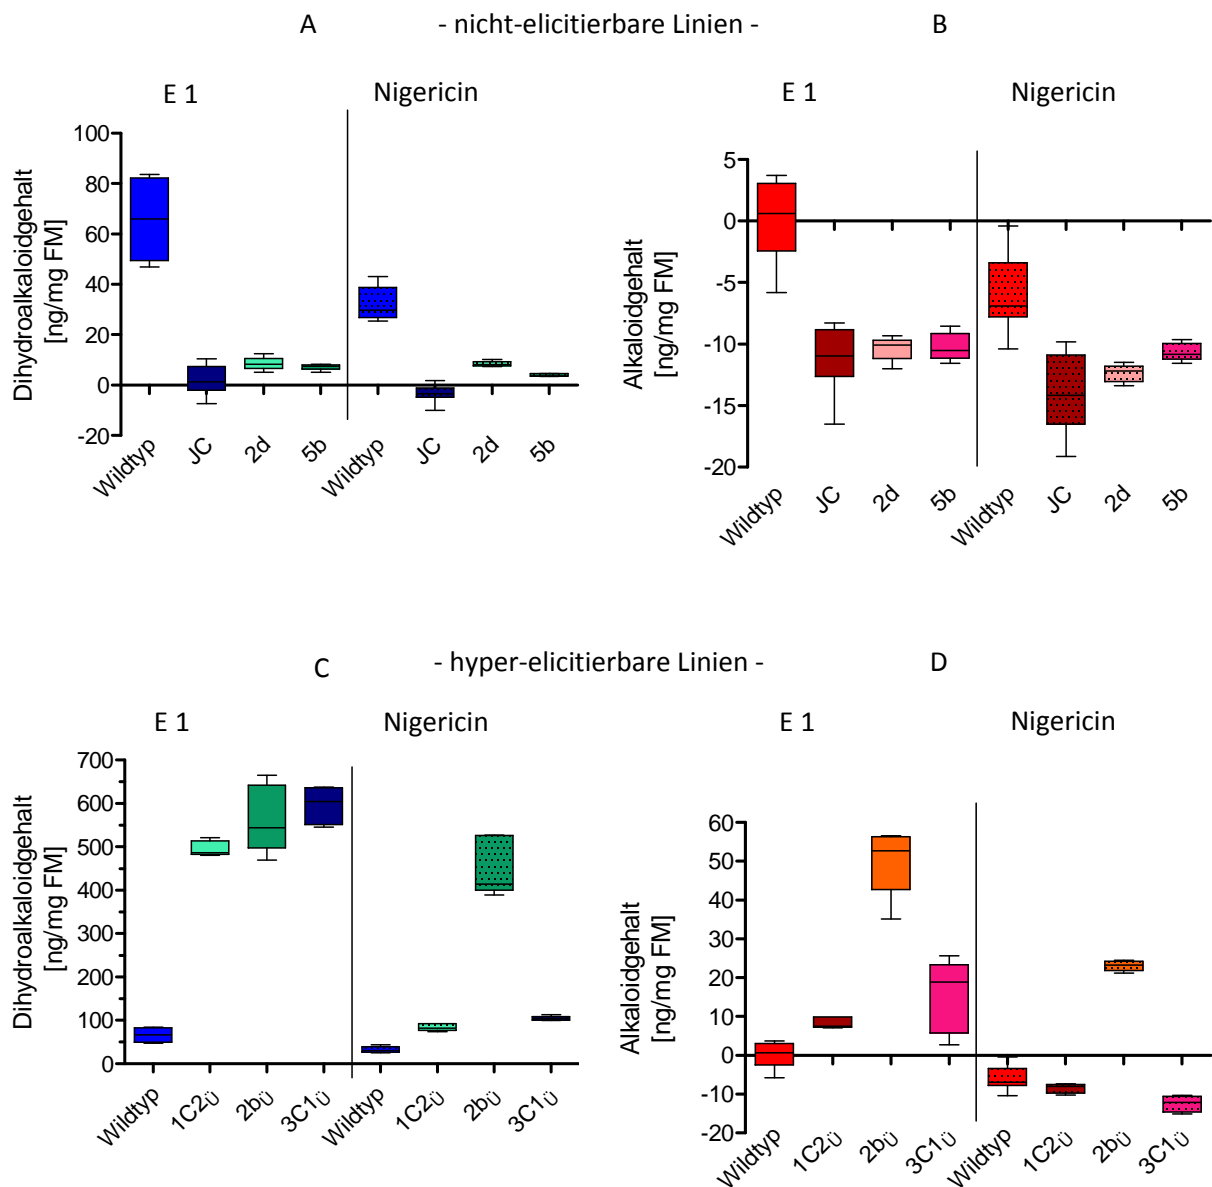 A - nicht-elicitierbare Linien - B
E 1 Nigericin
Dihydroalkaloidgehalt
[ng/mg FM]
100
80
60
40
20
0
-20
Wildtyp JC 2d 5b Wildtyp JC 2d 5b
E 1 Nigericin
Alkaloidgehalt
[ng/mg FM]
5
0
-5
-10
-15
-20
Wildtyp JC 2d 5b Wildtyp JC 2d 5b
C - hyper-elicitierbare Linien - D
E 1 Nigericin
Dihydroalkaloidgehalt
[ng/mg FM]
700
600
500
400
300
200
100
0
Wildtyp 1C2Ü 2bÜ 3C1Ü Wildtyp 1C2Ü 2bÜ 3C1Ü
E 1 Nigericin
Alkaloidgehalt
[ng/mg FM]
60
50
40
30
20
10
0
-10
-20
Wildtyp 1C2Ü 2bÜ 3C1Ü Wildtyp 1C2Ü 2bÜ 3C1Ü